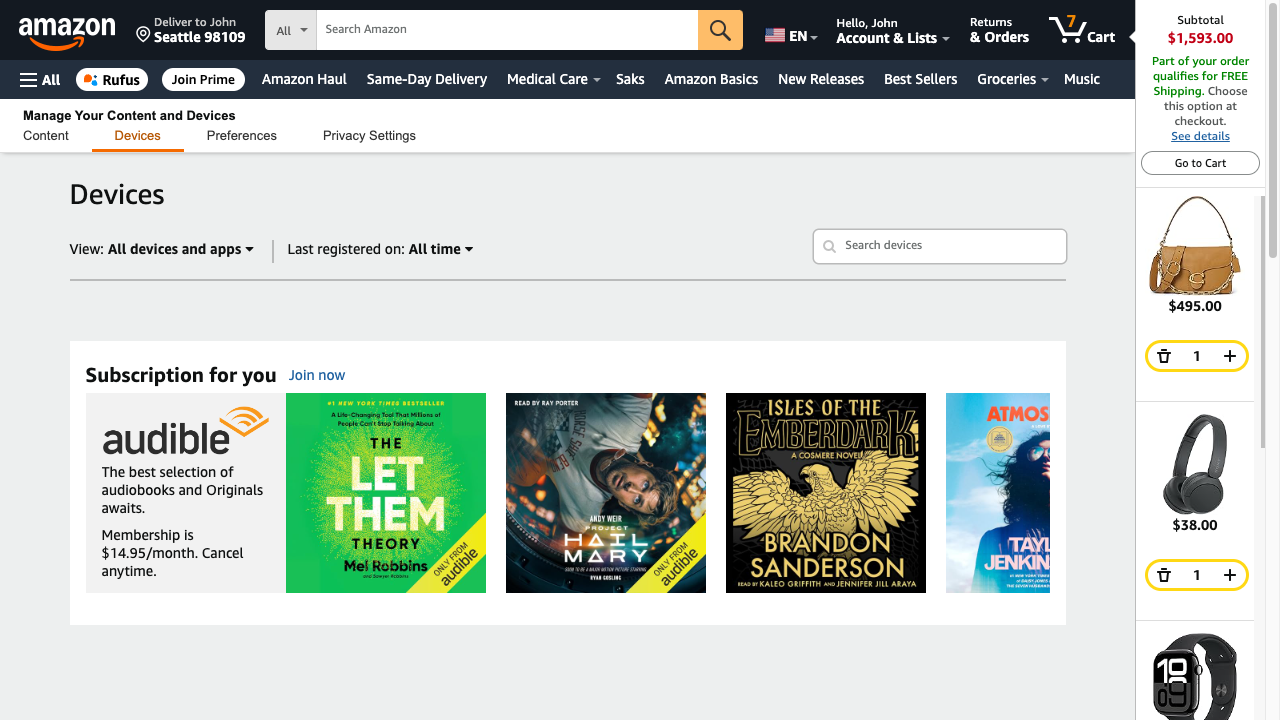 amazon
Deliver to John
Seattle 98109
All
Search Amazon
EN
Hello, John
Account & Lists
Returns
& Orders
7
Cart
All
Rufus
Join Prime
Amazon Haul
Same-Day Delivery
Medical Care
Saks
Amazon Basics
New Releases
Best Sellers
Groceries
Music
Manage Your Content and Devices
Content
Devices
Preferences
Privacy Settings
Devices
View: All devices and apps
Last registered on: All time
Search devices
Subscription for you
Join now
audible
The best selection of
audiobooks and Originals
awaits.
Membership is
$14.95/month. Cancel
anytime.
#1 NEW YORK TIMES BESTSELLER
A Life-Changing Tool That Millions of
People Can't Stop Talking About
THE
LET
THEM
THEORY
Mel Robbins
and Sawyer Robbins
ONLY FROM
audible
READ BY RAY PORTER
ANDY WEIR
PROJECT
HAIL
MARY
SOON TO BE A MAJOR MOTION PICTURE STARRING
RYAN GOSLING
ONLY FROM
audible
ISLES OF THE
EMBERDARK
A COSMERE NOVEL
BRANDON
SANDERSON
READ BY KALEO GRIFFITH AND JENNIFER JILL ARAYA
ATMOS
TAYL
JENKIN
Subtotal
$1,593.00
Part of your order
qualifies for FREE
Shipping. Choose
this option at
checkout.
See details
Go to Cart
$495.00
1
$38.00
1